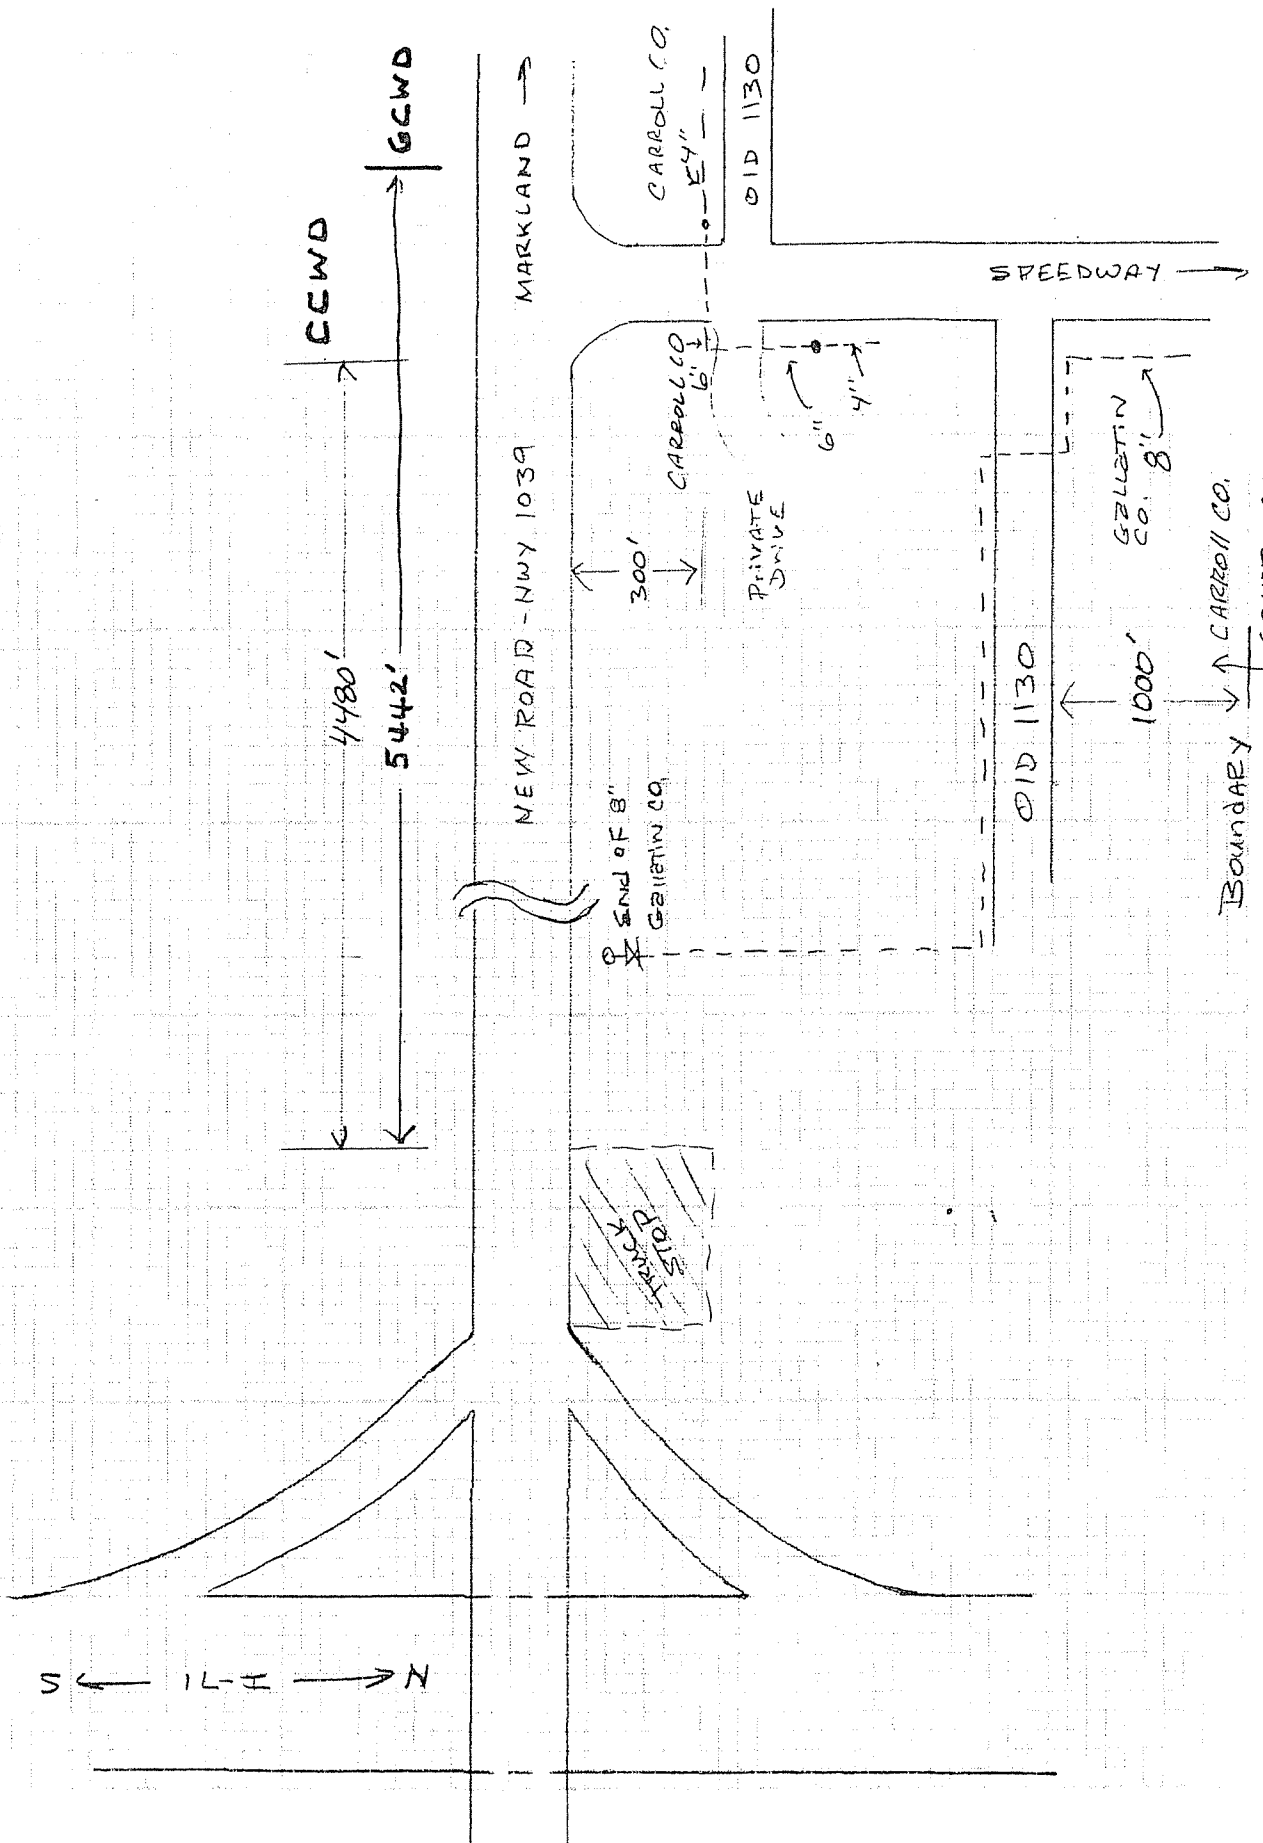 CCWD
GCWD
4480'
5442'
NEW ROAD - NWY 1039
MARKLAND
CARROLL CO.
E4"
OlD 1130
SPEEDWAY
CARROLL CO
6"
300'
PrivATE
DrivE
6"
4"
End OF 8"
GallatiN CO.
OlD 1130
GallatiN
CO. 8"
1000'
BoundARY
CARROll CO.
TRUCK
STOP
S
I-71
N